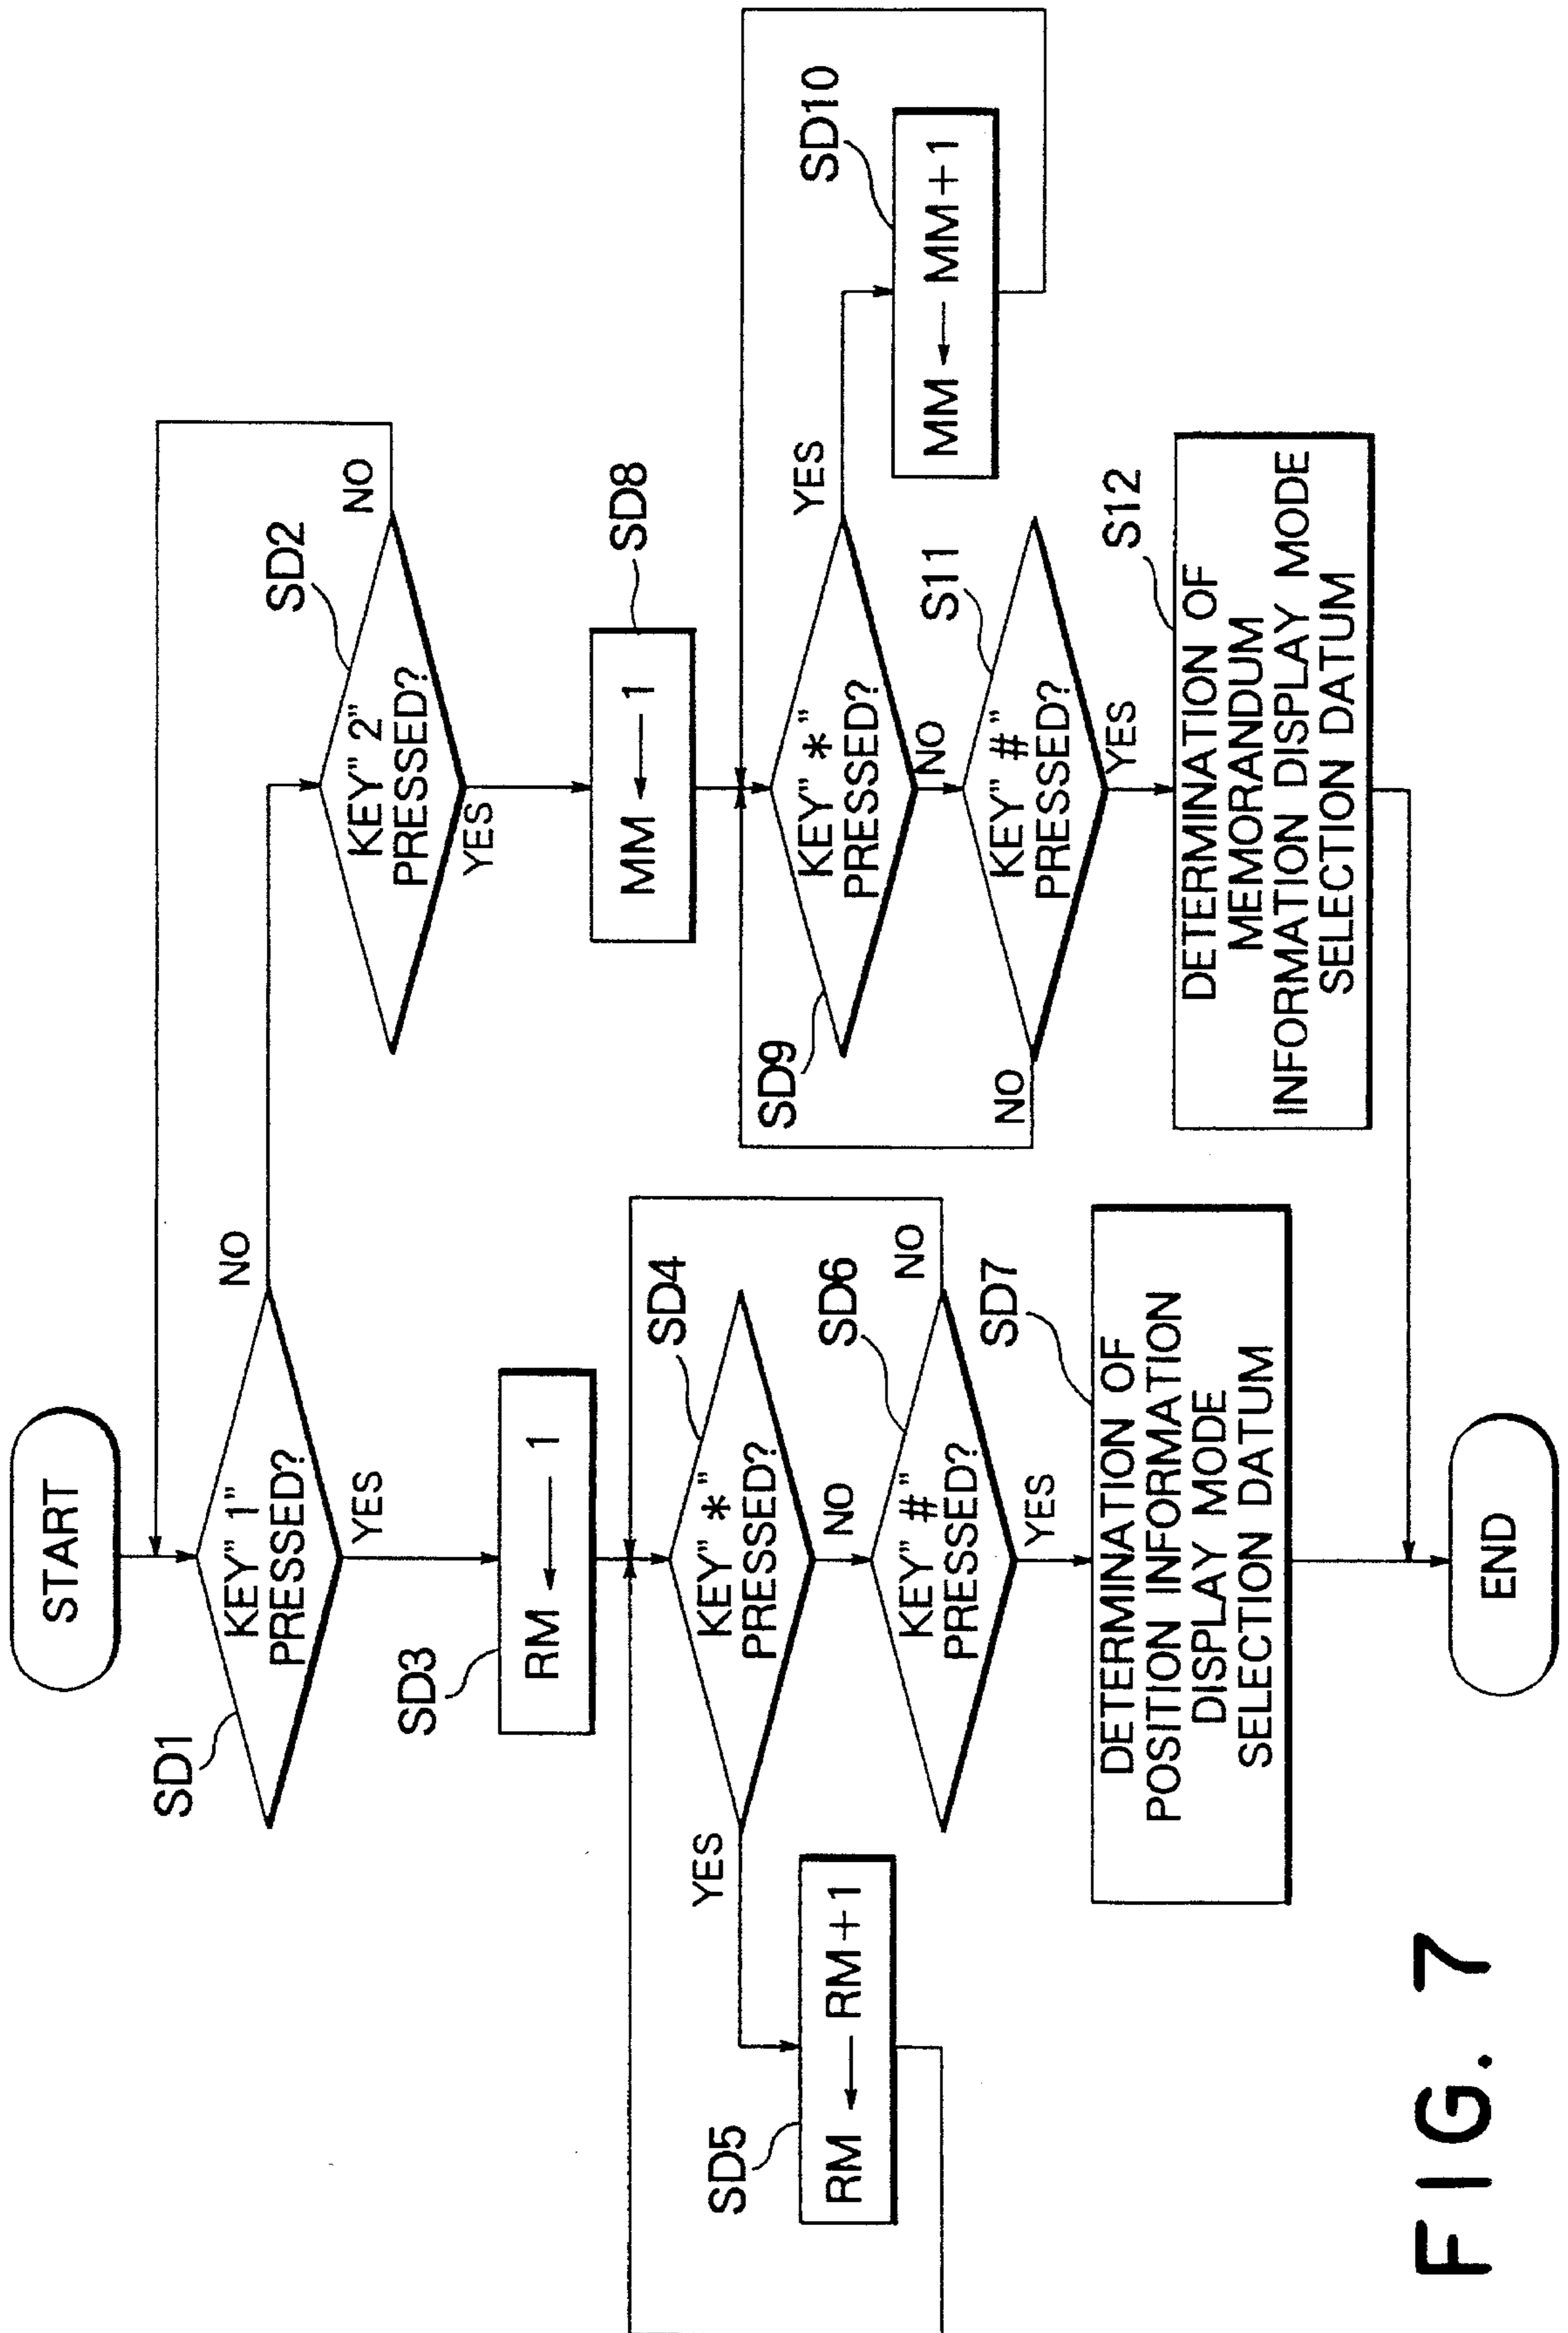 START
SD1
KEY" 1"
PRESSED?
NO
YES
SD2
KEY" 2"
PRESSED?
NO
YES
SD3
RM ← 1
SD8
MM ← 1
SD4
KEY" *"
PRESSED?
YES
NO
SD5
RM ← RM+1
SD6
KEY" #"
PRESSED?
NO
YES
SD7
DETERMINATION OF
POSITION INFORMATION
DISPLAY MODE
SELECTION DATUM
SD9
KEY" *"
PRESSED?
YES
NO
SD10
MM ← MM+1
S11
KEY" #"
PRESSED?
NO
YES
S12
DETERMINATION OF
MEMORANDUM
INFORMATION DISPLAY MODE
SELECTION DATUM
END
FIG. 7